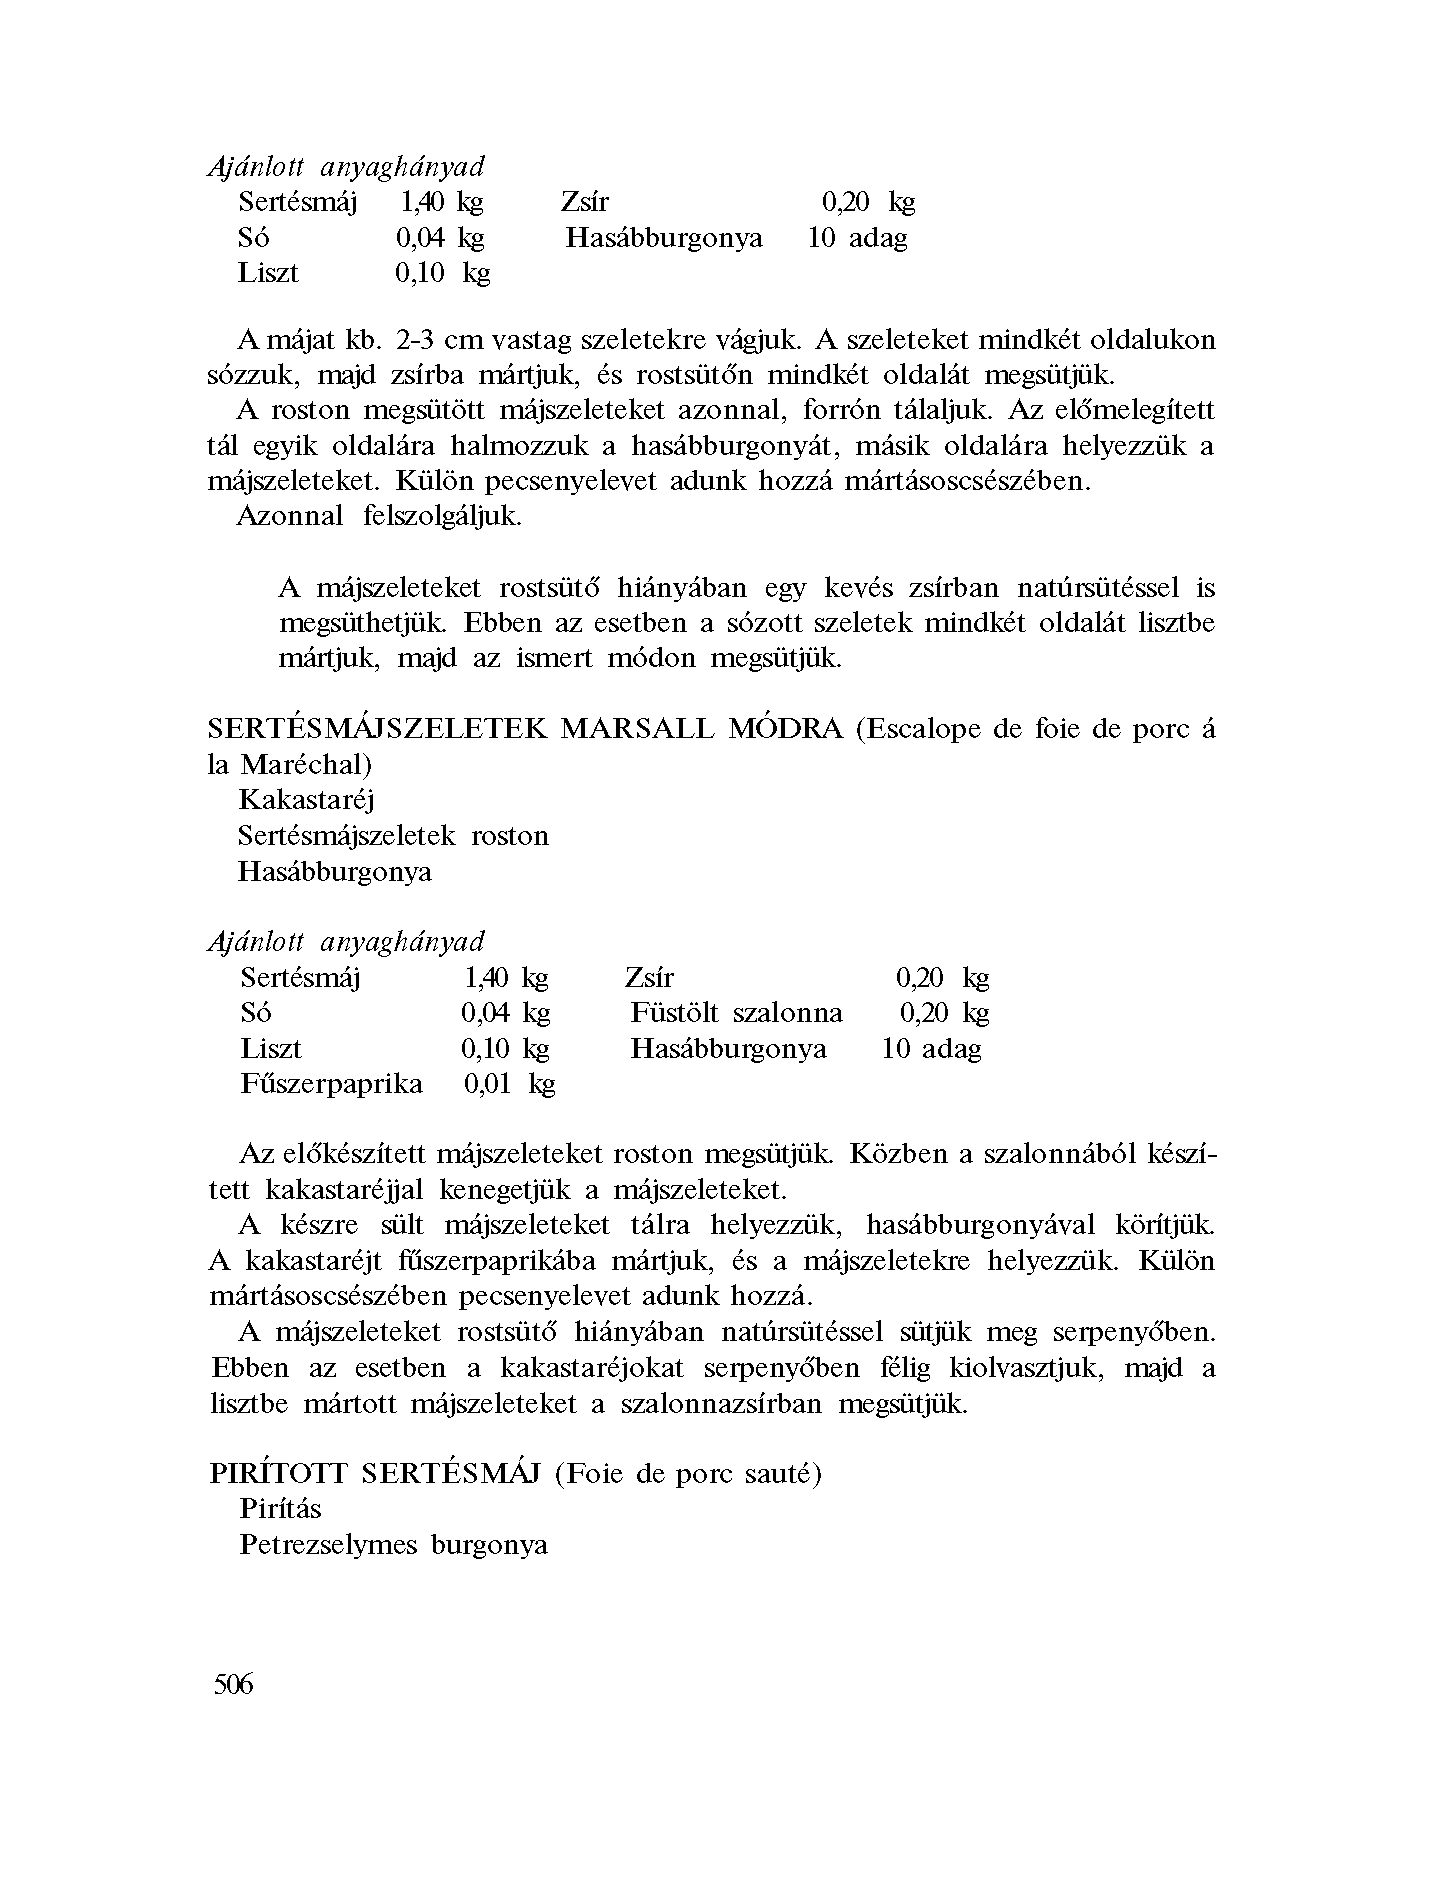 Ajánlott anyaghányad
Sertésmáj 1,40 kg Zsír 0,20 kg
Só 0,04 kg Hasábburgonya 10 adag
Liszt 0,10 kg
A májat kb. 2-3 cm vastag szeletekre vágjuk. A szeleteket mindkét oldalukon
sózzuk, majd zsírba mártjuk, és rostsütőn mindkét oldalát megsütjük.
A roston megsütött májszeleteket azonnal, forrón tálaljuk. Az előmelegített
tál egyik oldalára halmozzuk a hasábburgonyát, másik oldalára helyezzük a
májszeleteket. Külön pecsenyelevet adunk hozzá mártásoscsészében.
Azonnal felszolgáljuk.
A májszeleteket rostsütő hiányában egy kevés zsírban natúrsütéssel is
megsüthetjük. Ebben az esetben a sózott szeletek mindkét oldalát lisztbe
mártjuk, majd az ismert módon megsütjük.
SERTÉSMÁJSZELETEK MARSALL MÓDRA (Escalope de foie de porc á
la Maréchal)
Kakastaréj
Sertésmájszeletek roston
Hasábburgonya
Ajánlott anyaghányad
Sertésmáj 1,40 kg Zsír 0,20 kg
Só 0,04 kg Füstölt szalonna 0,20 kg
Liszt 0,10 kg Hasábburgonya 10 adag
Fűszerpaprika 0,01 kg
Az előkészített májszeleteket roston megsütjük. Közben a szalonnából készí-
tett kakastaréjjal kenegetjük a májszeleteket.
A készre sült májszeleteket tálra helyezzük, hasábburgonyával körítjük.
A kakastaréjt fűszerpaprikába mártjuk, és a májszeletekre helyezzük. Külön
mártásoscsészében pecsenyelevet adunk hozzá.
A májszeleteket rostsütő hiányában natúrsütéssel sütjük meg serpenyőben.
Ebben az esetben a kakastaréjokat serpenyőben félig kiolvasztjuk, majd a
lisztbe mártott májszeleteket a szalonnazsírban megsütjük.
PIRÍTOTT SERTÉSMÁJ (Foie de porc sauté)
Pirítás
Petrezselymes burgonya
506